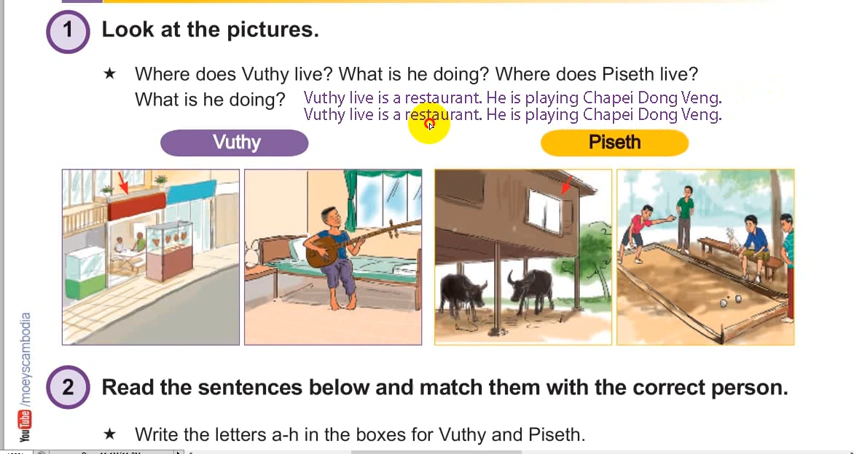 1 Look at the pictures.
★ Where does Vuthy live? What is he doing? Where does Piseth live?
What is he doing? Vuthy live is a restaurant. He is playing Chapei Dong Veng.
Vuthy live is a restaurant. He is playing Chapei Dong Veng.
Vuthy
Piseth
2 Read the sentences below and match them with the correct person.
★ Write the letters a-h in the boxes for Vuthy and Piseth.
YouTube /moeyscambodia